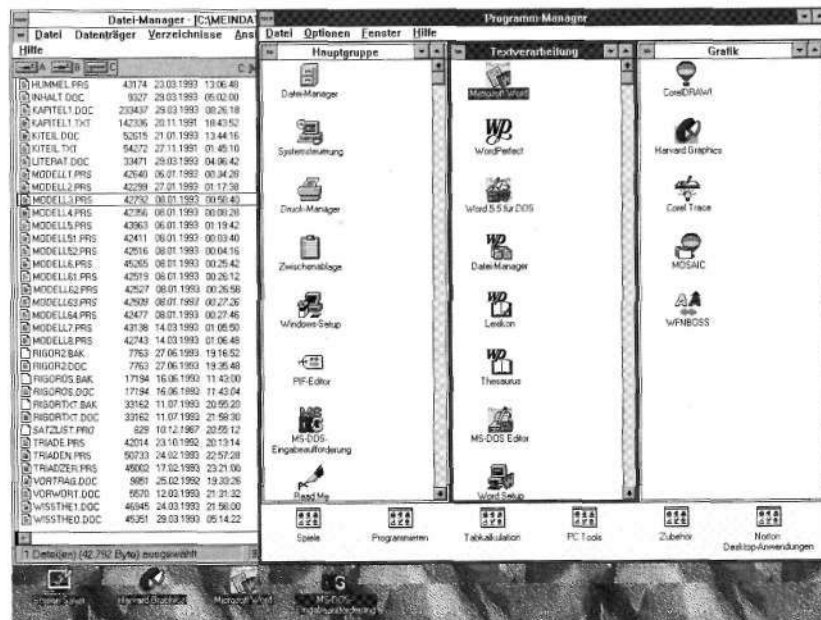 Datei-Manager - [C:\MEINDAT
Datei Datenträger Verzeichnisse Ans
Hilfe
A B C C:
HUMMEL.PRS 43174 23.03.1993 13:06:48
INHALT.DOC 9327 29.03.1993 05:02:00
KAPITEL1.DOC 233437 29.03.1993 08:26:18
KAPITEL1.TXT 142336 20.11.1991 18:43:52
KITEIL.DOC 52615 21.01.1993 13:44:16
KITEIL.TXT 54272 27.11.1991 01:45:10
LITERAT.DOC 33471 29.03.1993 04:06:42
MODELL1.PRS 42640 06.01.1993 00:34:28
MODELL2.PRS 42299 27.01.1993 01:17:38
MODELL3.PRS 42792 08.01.1993 00:58:40
MODELL4.PRS 42356 08.01.1993 00:08:28
MODELL5.PRS 43963 06.01.1993 01:19:42
MODELL51.PRS 42411 08.01.1993 00:03:40
MODELL52.PRS 42516 08.01.1993 00:04:16
MODELL6.PRS 45265 08.01.1993 00:25:42
MODELL61.PRS 42519 08.01.1993 00:26:12
MODELL62.PRS 42527 08.01.1993 00:26:58
MODELL63.PRS 42509 08.01.1993 00:27:26
MODELL64.PRS 42477 08.01.1993 00:27:46
MODELL7.PRS 43138 14.03.1993 01:05:50
MODELL8.PRS 42743 14.03.1993 01:06:48
RIGOR2.BAK 7763 27.06.1993 19:16:52
RIGOR2.DOC 7763 27.06.1993 19:35:48
RIGOROS.BAK 17194 16.06.1993 11:43:00
RIGOROS.DOC 17194 16.06.1993 11:43:04
RIGORTXT.BAK 33162 11.07.1993 20:55:20
RIGORTXT.DOC 33162 11.07.1993 21:58:30
SATZLIST.PRO 829 10.12.1987 20:55:12
TRIADE.PRS 42014 23.10.1992 20:13:14
TRIADEN.PRS 50733 24.02.1993 22:57:28
TRIADZER.PRS 45002 17.02.1993 23:21:00
VORTRAG.DOC 9851 25.02.1992 19:33:26
VORWORT.DOC 5570 12.03.1993 21:31:32
WISSTHE1.DOC 46945 24.03.1993 21:56:00
WISSTHEO.DOC 45351 29.03.1993 05:14:22
1 Datei(en) (42.792 Byte) ausgewählt
Programm-Manager
Datei Optionen Fenster Hilfe
Hauptgruppe
Datei-Manager
Systemsteuerung
Druck-Manager
Zwischenablage
Windows-Setup
PIF-Editor
MS-DOS-
Eingabeaufforderung
Read Me
Textverarbeitung
Microsoft Word
WordPerfect
Word 5.5 für DOS
Datei-Manager
Lexikon
Thesaurus
MS-DOS Editor
Word Setup
Grafik
CorelDRAW!
Harvard Graphics
Corel Trace
MOSAIC
WFNBOSS
Spiele
Programmieren
Tabkalkulation
PC Tools
Zubehör
Norton
Desktop-Anwendungen
Harvard Graphics
Microsoft Word
MS-DOS-
Eingabeaufforderung